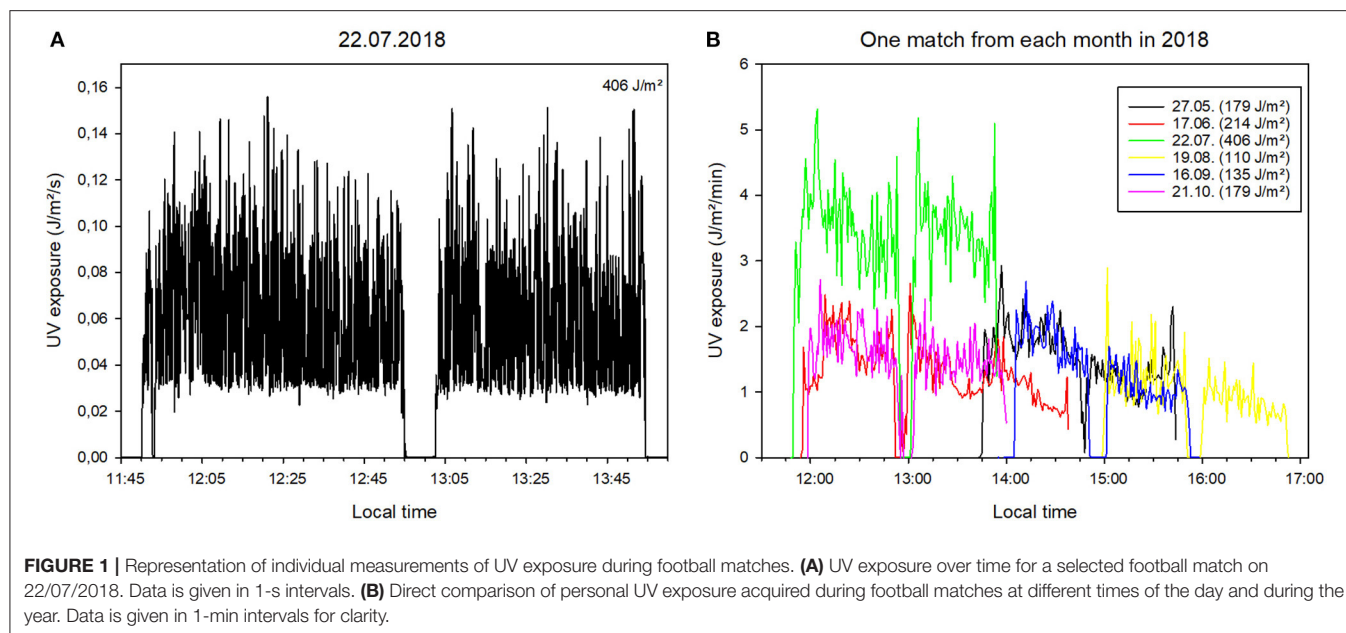 A
22.07.2018
406 J/m²
UV exposure (J/m²/s)
0,16
0,14
0,12
0,10
0,08
0,06
0,04
0,02
0,00
11:45 12:05 12:25 12:45 13:05 13:25 13:45
Local time
B
One match from each month in 2018
UV exposure (J/m²/min)
6
5
4
3
2
1
0
27.05. (179 J/m²)
17.06. (214 J/m²)
22.07. (406 J/m²)
19.08. (110 J/m²)
16.09. (135 J/m²)
21.10. (179 J/m²)
12:00 13:00 14:00 15:00 16:00 17:00
Local time
FIGURE 1 | Representation of individual measurements of UV exposure during football matches. (A) UV exposure over time for a selected football match on
22/07/2018. Data is given in 1-s intervals. (B) Direct comparison of personal UV exposure acquired during football matches at different times of the day and during the
year. Data is given in 1-min intervals for clarity.